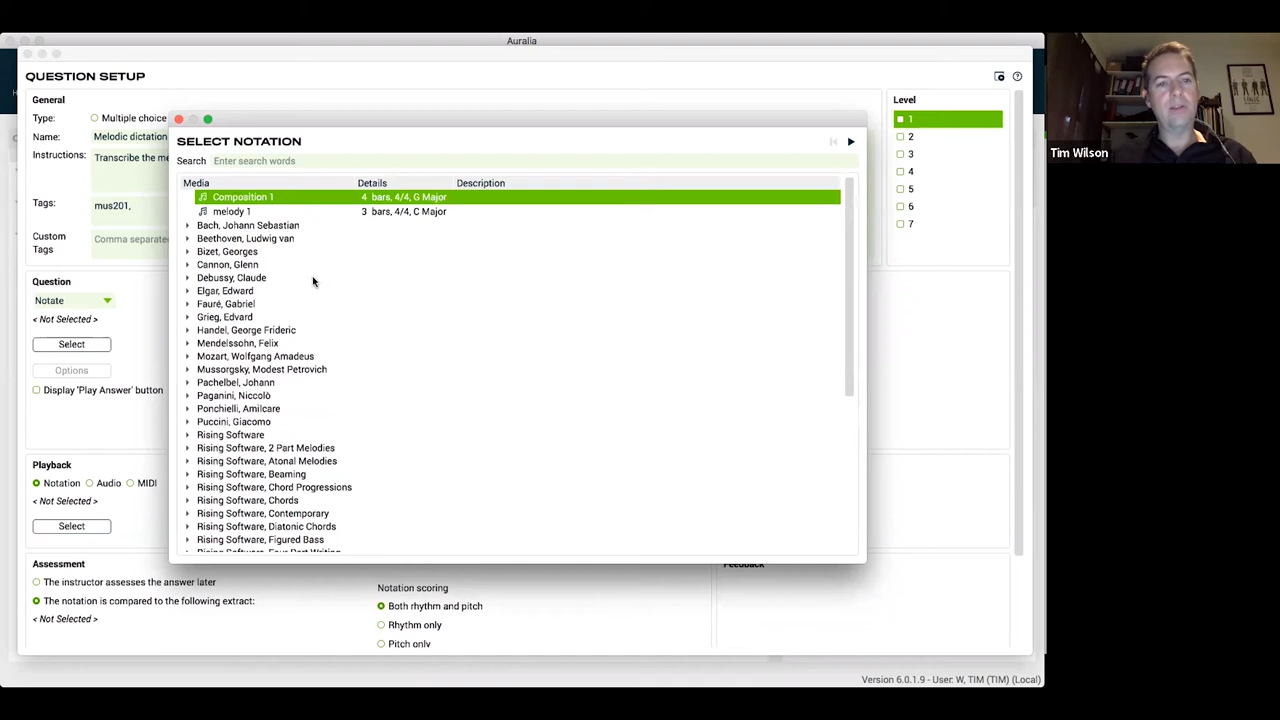 Auralia
QUESTION SETUP
General
Type: Multiple choice
Name: Melodic dictation
Instructions: Transcribe the me
Tags: mus201,
Custom Tags Comma separate
Level
1
2
3
4
5
6
7
SELECT NOTATION
Search Enter search words
Media Details Description
Composition 1 4 bars, 4/4, G Major
melody 1 3 bars, 4/4, C Major
Bach, Johann Sebastian
Beethoven, Ludwig van
Bizet, Georges
Cannon, Glenn
Debussy, Claude
Elgar, Edward
Fauré, Gabriel
Grieg, Edvard
Handel, George Frideric
Mendelssohn, Felix
Mozart, Wolfgang Amadeus
Mussorgsky, Modest Petrovich
Pachelbel, Johann
Paganini, Niccolò
Ponchielli, Amilcare
Puccini, Giacomo
Rising Software
Rising Software, 2 Part Melodies
Rising Software, Atonal Melodies
Rising Software, Beaming
Rising Software, Chord Progressions
Rising Software, Chords
Rising Software, Contemporary
Rising Software, Diatonic Chords
Rising Software, Figured Bass
Rising Software, Four Part Writing
Question
Notate
< Not Selected >
Select
Options
Display 'Play Answer' button
Playback
Notation Audio MIDI
< Not Selected >
Select
Assessment
The instructor assesses the answer later
The notation is compared to the following extract:
< Not Selected >
Notation scoring
Both rhythm and pitch
Rhythm only
Pitch only
Feedback
Version 6.0.1.9 - User: W, TIM (TIM) (Local)
Tim Wilson